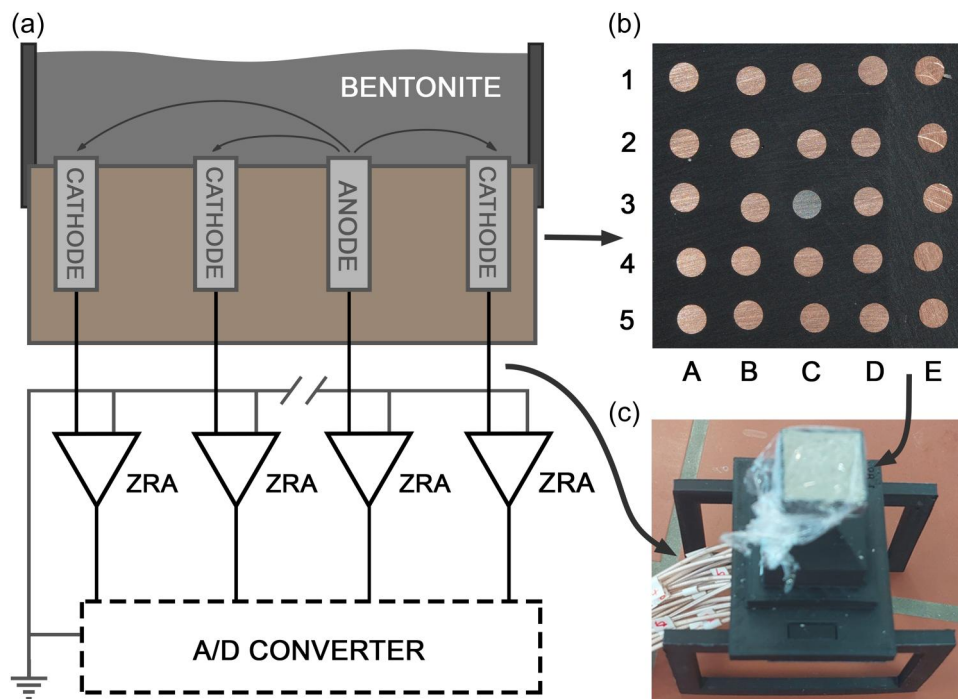 (a)
BENTONITE
CATHODE
CATHODE
ANODE
CATHODE
ZRA
ZRA
ZRA
ZRA
A/D CONVERTER
(b)
1
2
3
4
5
A B C D E
(c)